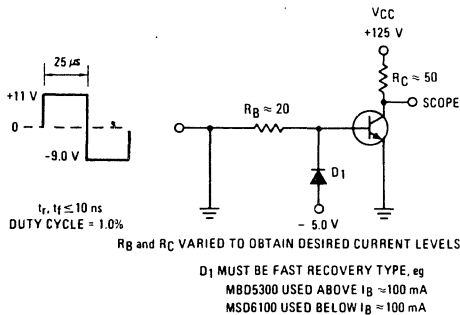 VCC
+125 V
25 µs
RC ≈ 50
+11 V
SCOPE
RB ≈ 20
0
-9.0 V
D1
tr, tf ≤ 10 ns
DUTY CYCLE = 1.0%
- 5.0 V
RB and RC VARIED TO OBTAIN DESIRED CURRENT LEVELS
D1 MUST BE FAST RECOVERY TYPE, eg
MBD5300 USED ABOVE IB ≈ 100 mA
MSD6100 USED BELOW IB ≈ 100 mA